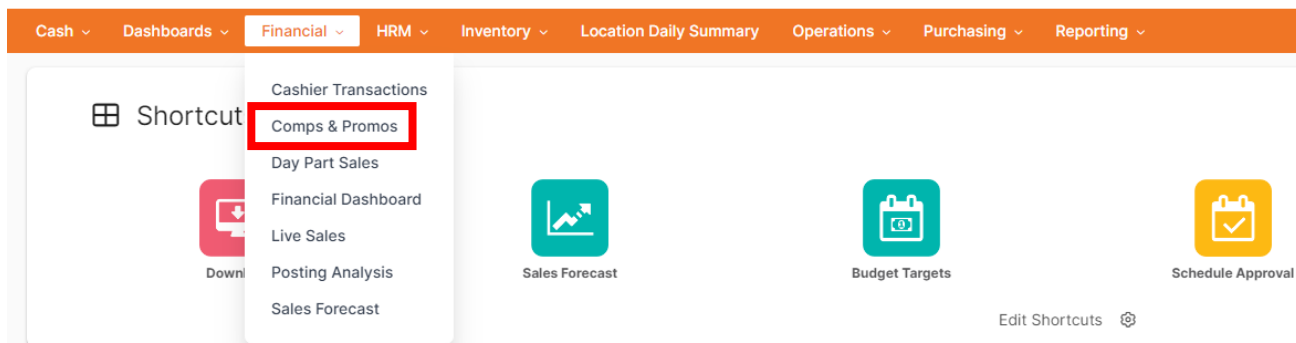 Cash Dashboards Financial HRM Inventory Location Daily Summary Operations Purchasing Reporting
Shortcut
Cashier Transactions
Comps & Promos
Day Part Sales
Financial Dashboard
Live Sales
Posting Analysis
Sales Forecast
Downl
Sales Forecast
Budget Targets
Schedule Approval
Edit Shortcuts